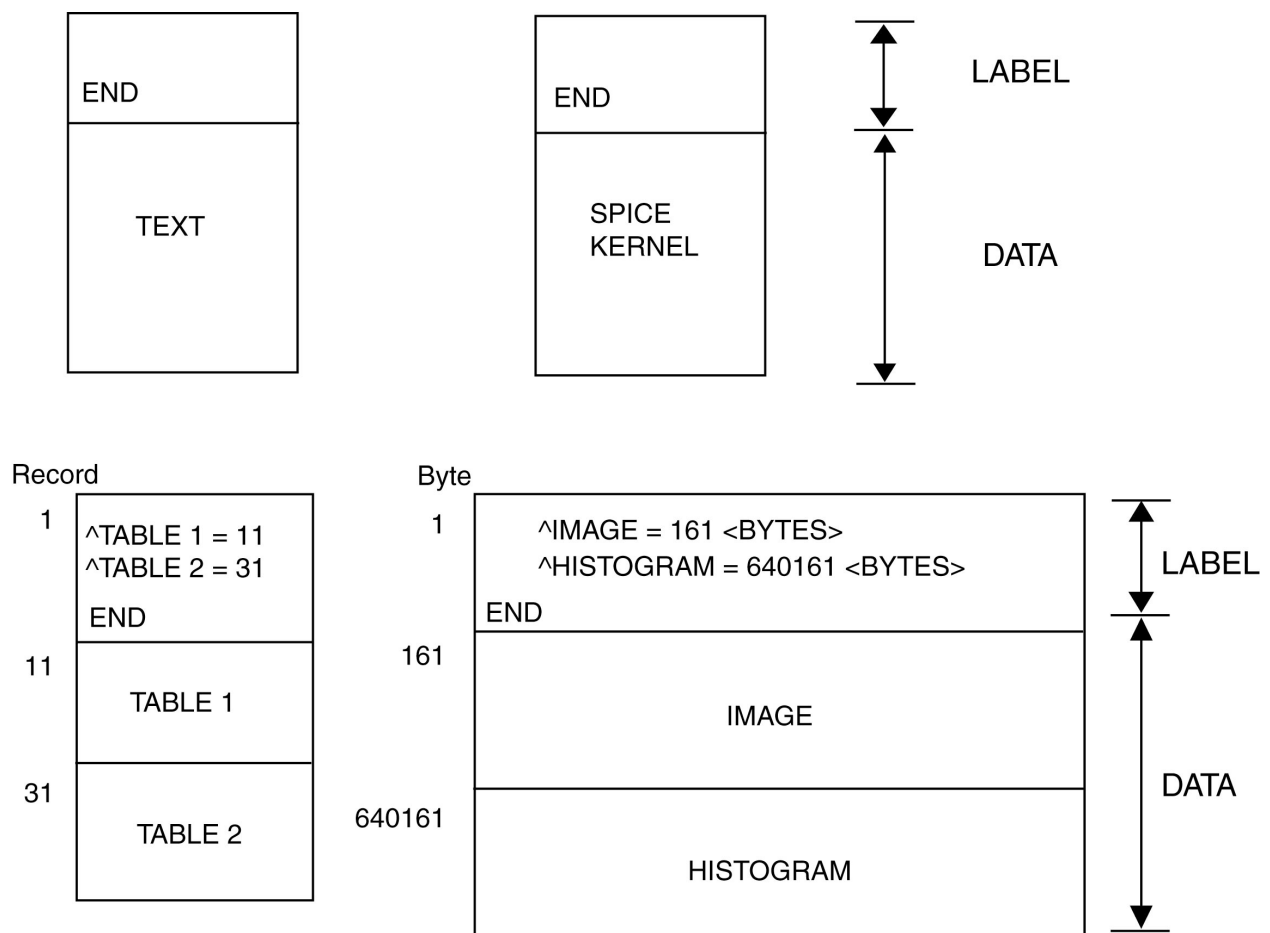 END
TEXT
END
SPICE
KERNEL
LABEL
DATA
Record
1
^TABLE 1 = 11
^TABLE 2 = 31
END
11
TABLE 1
31
TABLE 2
Byte
1
^IMAGE = 161 <BYTES>
^HISTOGRAM = 640161 <BYTES>
END
161
IMAGE
640161
HISTOGRAM
LABEL
DATA